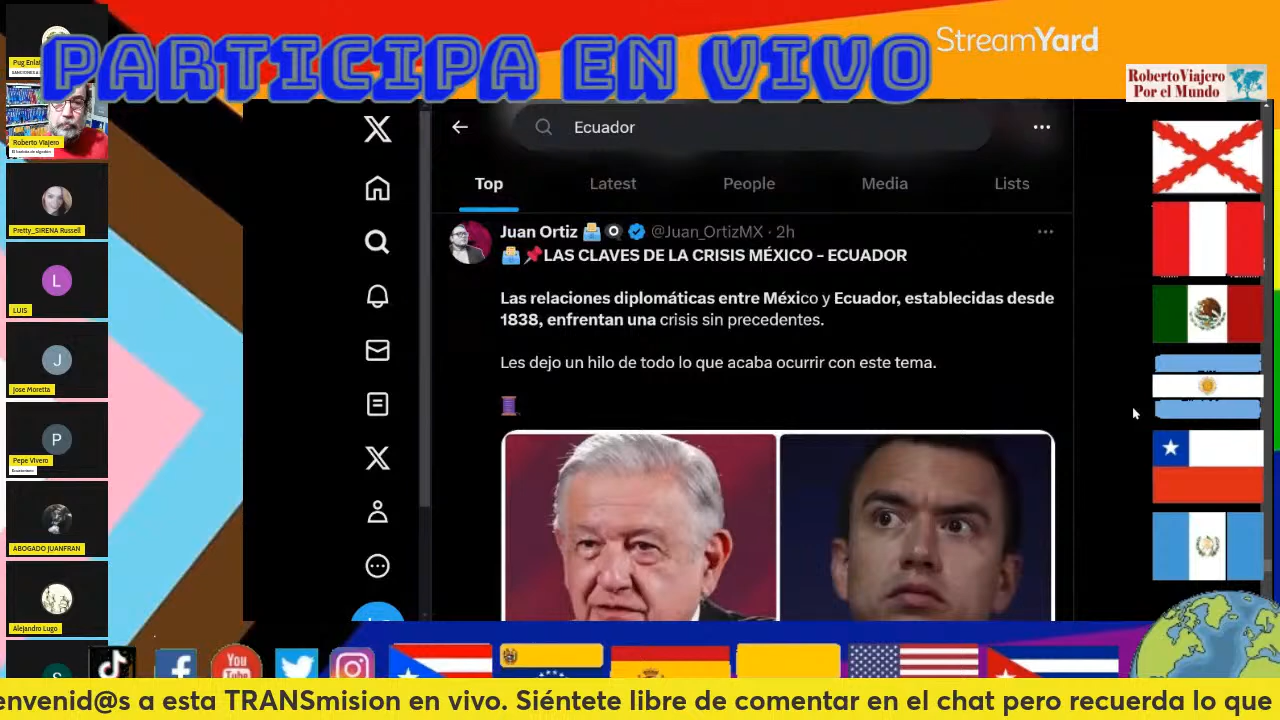 PARTICIPA EN VIVO
StreamYard
RobertoViajero
Por el Mundo
Roberto Viajero
Pretty_SIRENA Russell
L
LUIS
J
Jose Moretta
P
Pepe Vivero
ABOGADO JUANFRAN
Alejandro Lugo
S
Ecuador
Top
Latest
People
Media
Lists
Juan Ortiz @Juan_OrtizMX · 2h
LAS CLAVES DE LA CRISIS MÉXICO - ECUADOR
Las relaciones diplomáticas entre México y Ecuador, establecidas desde
1838, enfrentan una crisis sin precedentes.
Les dejo un hilo de todo lo que acaba ocurrir con este tema.
You
Tube
envenid@s a esta TRANSmision en vivo. Siéntete libre de comentar en el chat pero recuerda lo que